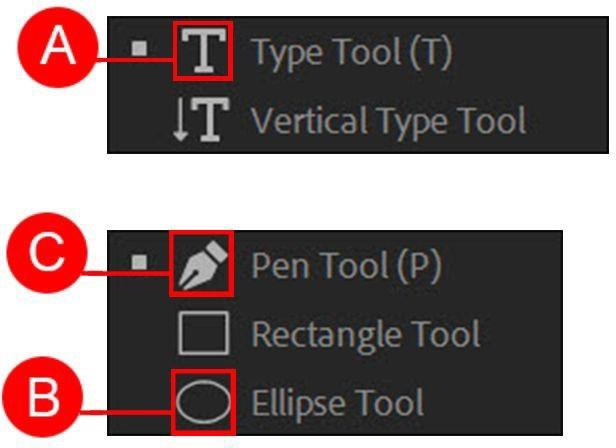 A
Type Tool (T)
Vertical Type Tool
C
Pen Tool (P)
Rectangle Tool
B
Ellipse Tool